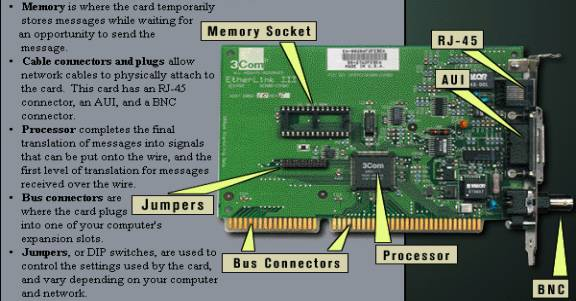 • Memory is where the card temporarily
stores messages while waiting for
an opportunity to send the
message.
• Cable connectors and plugs allow
network cables to physically attach to
the card. This card has an RJ-45
connector, an AUI, and a BNC
connector.
• Processor completes the final
translation of messages into signals
that can be put onto the wire, and the
first level of translation for messages
received over the wire.
• Bus connectors are
where the card plugs
into one of your computer's
expansion slots.
• Jumpers, or DIP switches, are used to
control the settings used by the card,
and vary depending on your computer
and network.
Memory Socket
RJ-45
AUI
Jumpers
Bus Connectors
Processor
BNC
3Com
EtherLink III
3Com